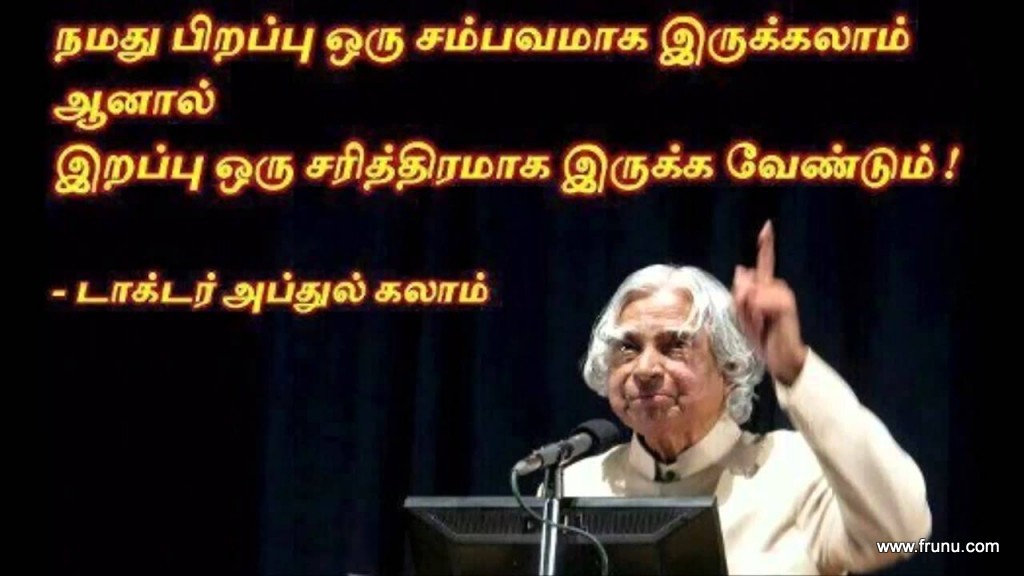 நமது பிறப்பு ஒரு சம்பவமாக இருக்கலாம்
ஆனால்
இறப்பு ஒரு சரித்திரமாக இருக்க வேண்டும் !
- டாக்டர் அப்துல் கலாம்
www.frunu.com